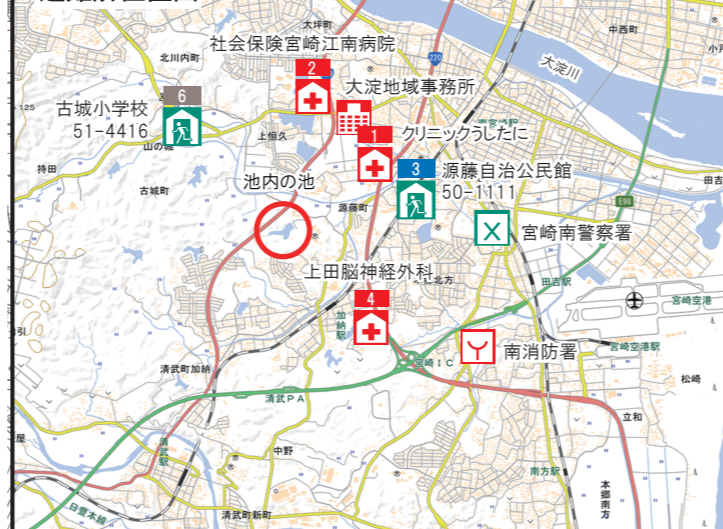 大坪町
中西町
社会保険宮崎江南病院
北川内町
220
大淀川
2
大淀地域事務所
6
古城小学校
51-4416
125
上恒久
1
クリニックうしたに
山の城
持田
古城町
池内の池
3
源藤自治公民館
50-1111
源藤町
E98
宮崎南警察署
上田脳神経外科
北方
田吉駅
4
加納駅
宮崎空港
宮崎IC
南消防署
宮崎空港駅
清武町加納
松崎
清武PA
立和
清武駅
中野
南方駅
本郷南方
日豊本線
清武町新町